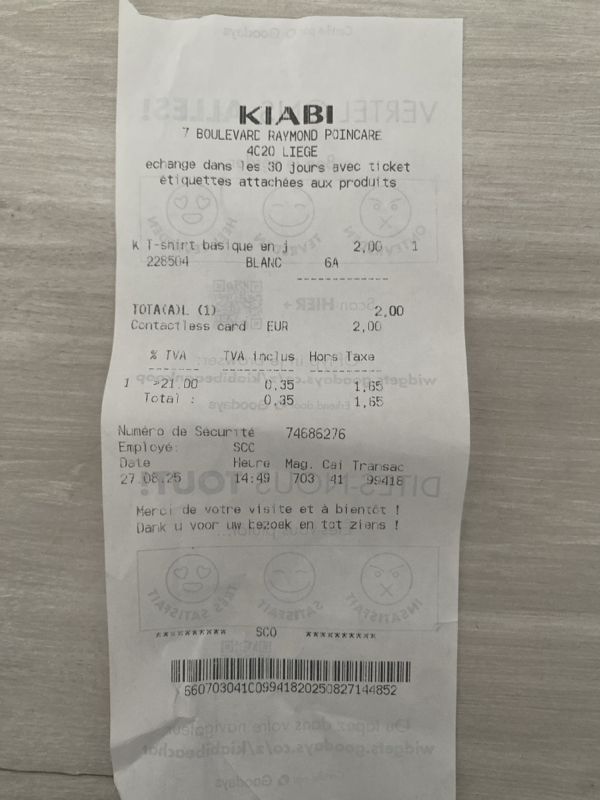 KIABI
7 BOULEVARD RAYMOND POINCARE
4020 LIEGE
echange dans les 30 jours avec ticket
étiquettes attachées aux produits
K T-shirt basique en j 2,00 1
228504 BLANC 6A
------------
TOTA(A)L (1) 2,00
Contactless card EUR 2,00
% TVA TVA inclus Hors Taxe
------- --------- ---------
1 >21.00 0.35 1,65
Total : 0.35 1,65
Numéro de Sécurité 74686276
Employé: SCC
Date Heure Mag. Cai Transac
27.08.25 14:49 703 41 99418
Merci de votre visite et à bientôt !
Dank u voor uw bezoek en tot ziens !
********** SCO **********
660703041C09941820250827144852